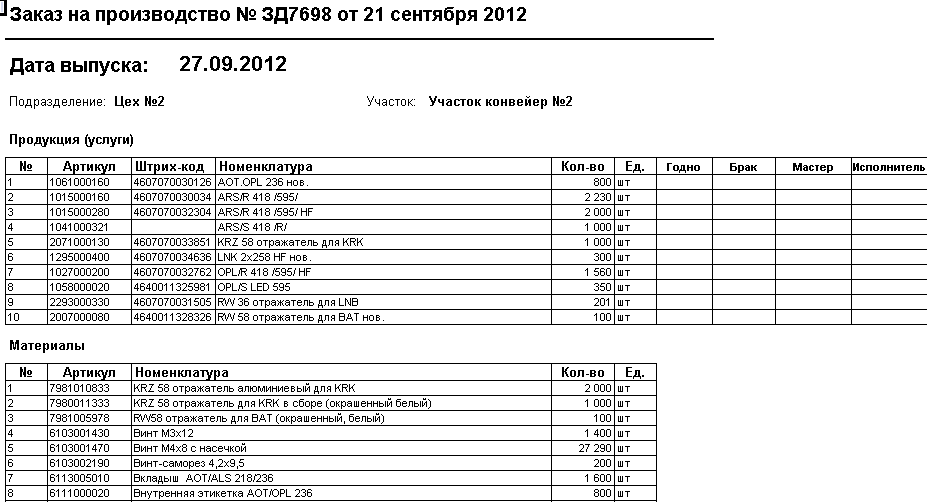 Заказ на производство № ЗД7698 от 21 сентября 2012
Дата выпуска: 27.09.2012
Подразделение: Цех №2 Участок: Участок конвейер №2
Продукция (услуги)
№ Артикул Штрих-код Номенклатура Кол-во Ед. Годно Брак Мастер Исполнитель
1 1061000160 4607070030126 AOT.OPL 236 нов. 800 шт
2 1015000160 4607070030034 ARS/R 418 /595/ 2 230 шт
3 1015000280 4607070032304 ARS/R 418 /595/ HF 2 000 шт
4 1041000321 ARS/S 418 /R/ 1 000 шт
5 2071000130 4607070033851 KRZ 58 отражатель для KRK 1 000 шт
6 1295000400 4607070034636 LNK 2x258 HF нов. 300 шт
7 1027000200 4607070032762 OPL/R 418 /595/ HF 1 560 шт
8 1058000020 4640011325981 OPL/S LED 595 350 шт
9 2293000330 4607070031505 RW 36 отражатель для LNB 201 шт
10 2007000080 4640011328326 RW 58 отражатель для BAT нов. 100 шт
Материалы
№ Артикул Номенклатура Кол-во Ед.
1 7981010833 KRZ 58 отражатель алюминиевый для KRK 2 000 шт
2 7980011333 KRZ 58 отражатель для KRK в сборе (окрашенный белый) 1 000 шт
3 7981005978 RW58 отражатель для BAT (окрашенный, белый) 100 шт
4 6103001430 Винт М3х12 1 400 шт
5 6103001470 Винт М4х8 с насечкой 27 290 шт
6 6103002190 Винт-саморез 4,2х9,5 200 шт
7 6113005010 Вкладыш AOT/ALS 218/236 1 600 шт
8 6111000020 Внутренняя этикетка AOT/OPL 236 800 шт